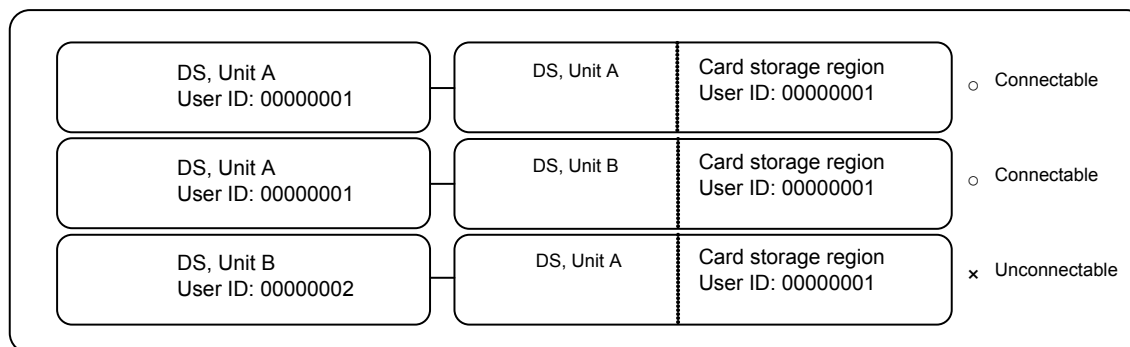 DS, Unit A
User ID: 00000001
DS, Unit A
Card storage region
User ID: 00000001
○ Connectable
DS, Unit A
User ID: 00000001
DS, Unit B
Card storage region
User ID: 00000001
○ Connectable
DS, Unit B
User ID: 00000002
DS, Unit A
Card storage region
User ID: 00000001
× Unconnectable